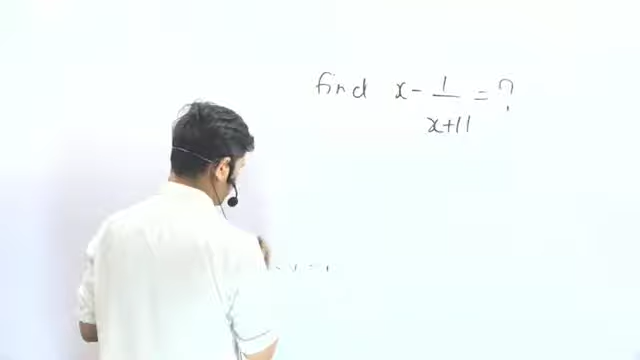 find x - 1/x+11 = ?